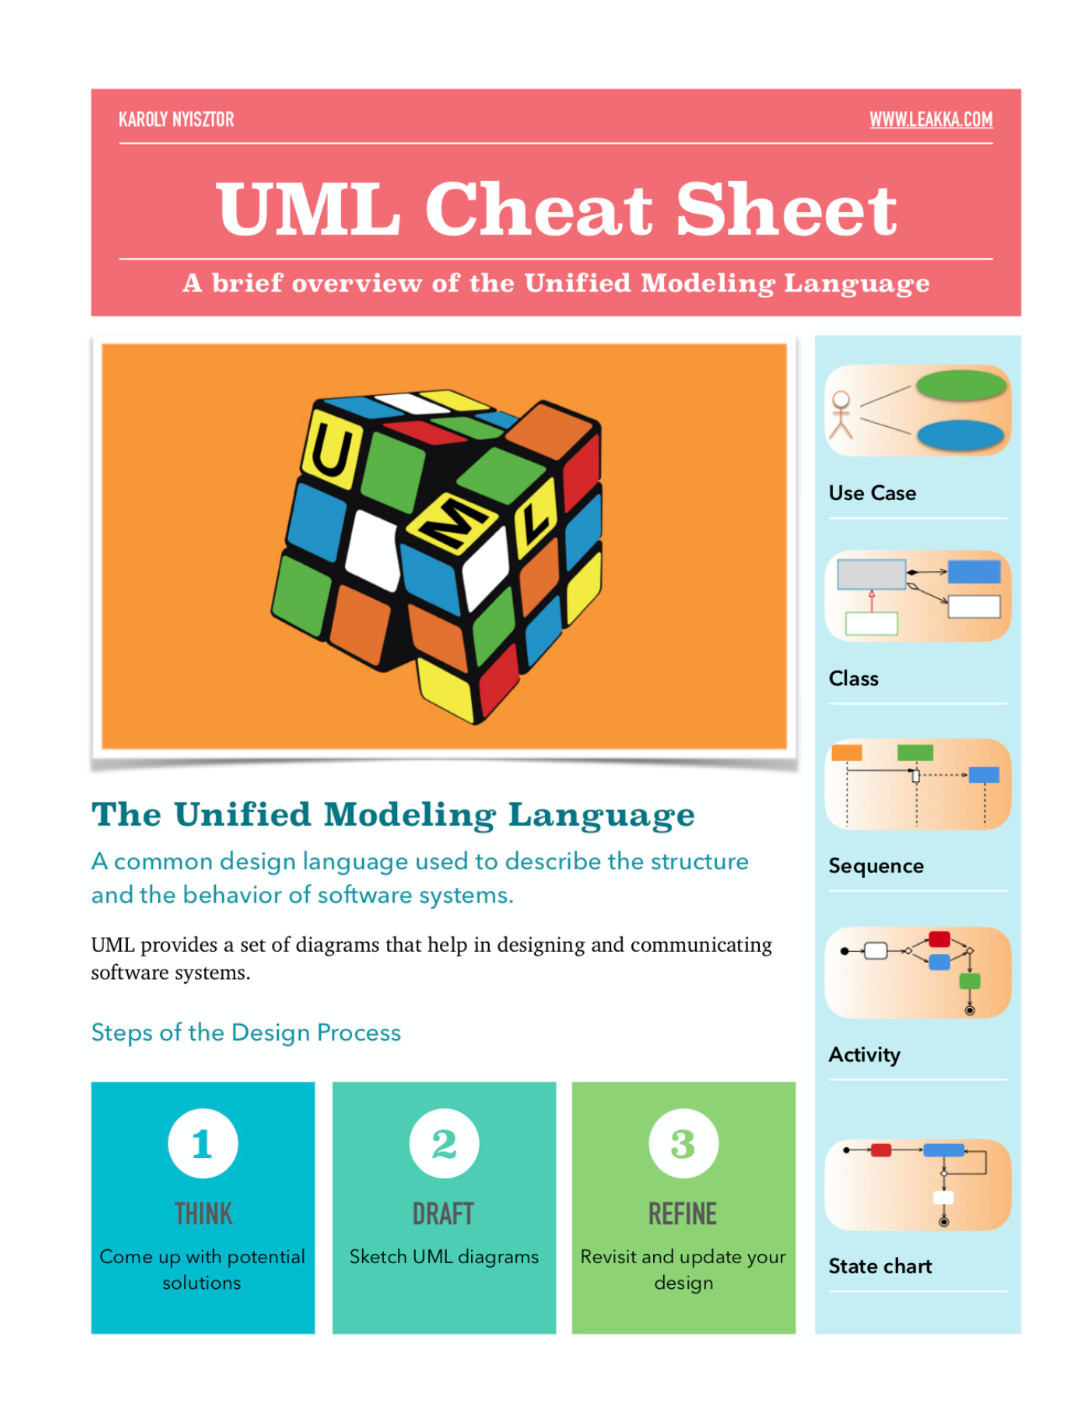 KAROLY NYISZTOR
WWW.LEAKKA.COM
UML Cheat Sheet
A brief overview of the Unified Modeling Language
U
M
L
The Unified Modeling Language
A common design language used to describe the structure
and the behavior of software systems.
UML provides a set of diagrams that help in designing and communicating
software systems.
Steps of the Design Process
1
THINK
Come up with potential
solutions
2
DRAFT
Sketch UML diagrams
3
REFINE
Revisit and update your
design
Use Case
Class
Sequence
Activity
State chart